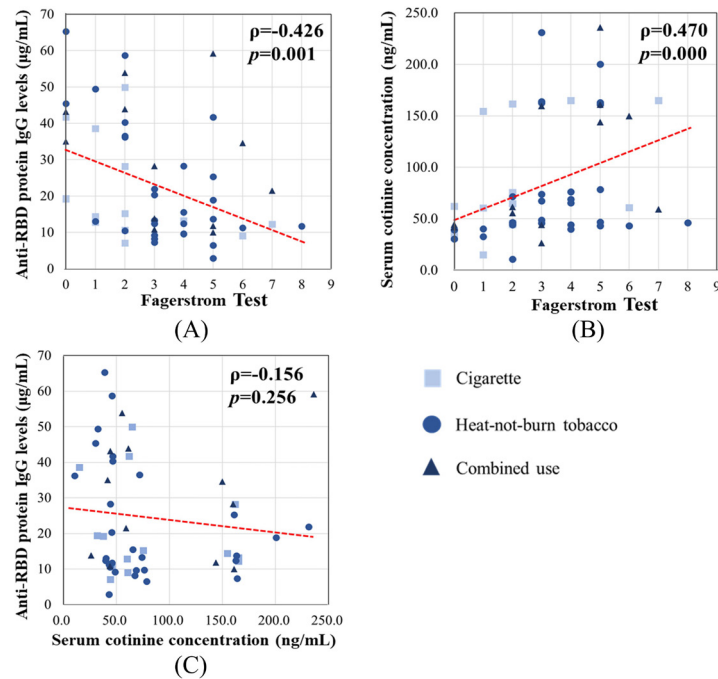 Anti-RBD protein IgG levels (µg/mL)
70
60
50
40
30
20
10
0
ρ=-0.426
p=0.001
0 1 2 3 4 5 6 7 8 9
Fagerstrom Test
(A)
Serum cotinine concentration (ng/mL)
250.0
200.0
150.0
100.0
50.0
0.0
ρ=0.470
p=0.000
0 1 2 3 4 5 6 7 8 9
Fagerstrom Test
(B)
Anti-RBD protein IgG levels (µg/mL)
70
60
50
40
30
20
10
0
ρ=-0.156
p=0.256
0.0 50.0 100.0 150.0 200.0 250.0
Serum cotinine concentration (ng/mL)
(C)
Cigarette
Heat-not-burn tobacco
Combined use